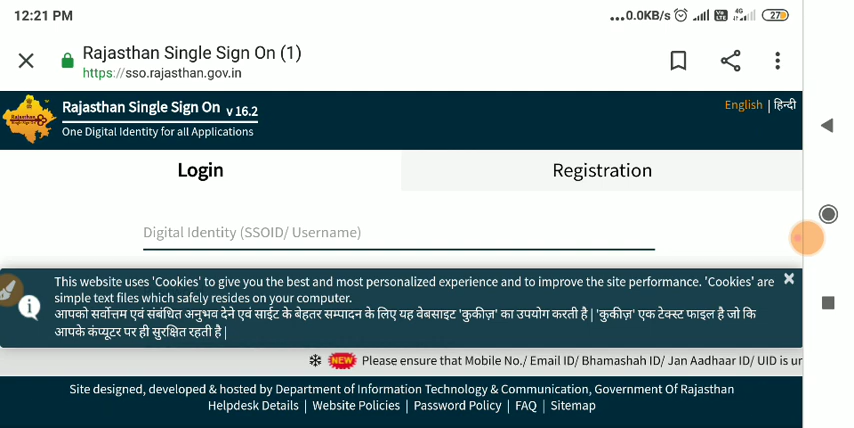 12:21 PM
...0.0KB/s 4G 27
Rajasthan Single Sign On (1)
https://sso.rajasthan.gov.in
Rajasthan Single Sign On v 16.2
English | हिन्दी
One Digital Identity for all Applications
Login Registration
Digital Identity (SSOID/ Username)
This website uses 'Cookies' to give you the best and most personalized experience and to improve the site performance. 'Cookies' are
simple text files which safely resides on your computer.
आपको सर्वोत्तम एवं संबंधित अनुभव देने एवं साईट के बेहतर सम्पादन के लिए यह वेबसाइट 'कुकीज़' का उपयोग करती है | 'कुकीज़' एक टेक्स्ट फाइल है जो कि
आपके कंप्यूटर पर ही सुरक्षित रहती है |
NEW Please ensure that Mobile No./ Email ID/ Bhamashah ID/ Jan Aadhaar ID/ UID is ur
Site designed, developed & hosted by Department of Information Technology & Communication, Government Of Rajasthan
Helpdesk Details | Website Policies | Password Policy | FAQ | Sitemap